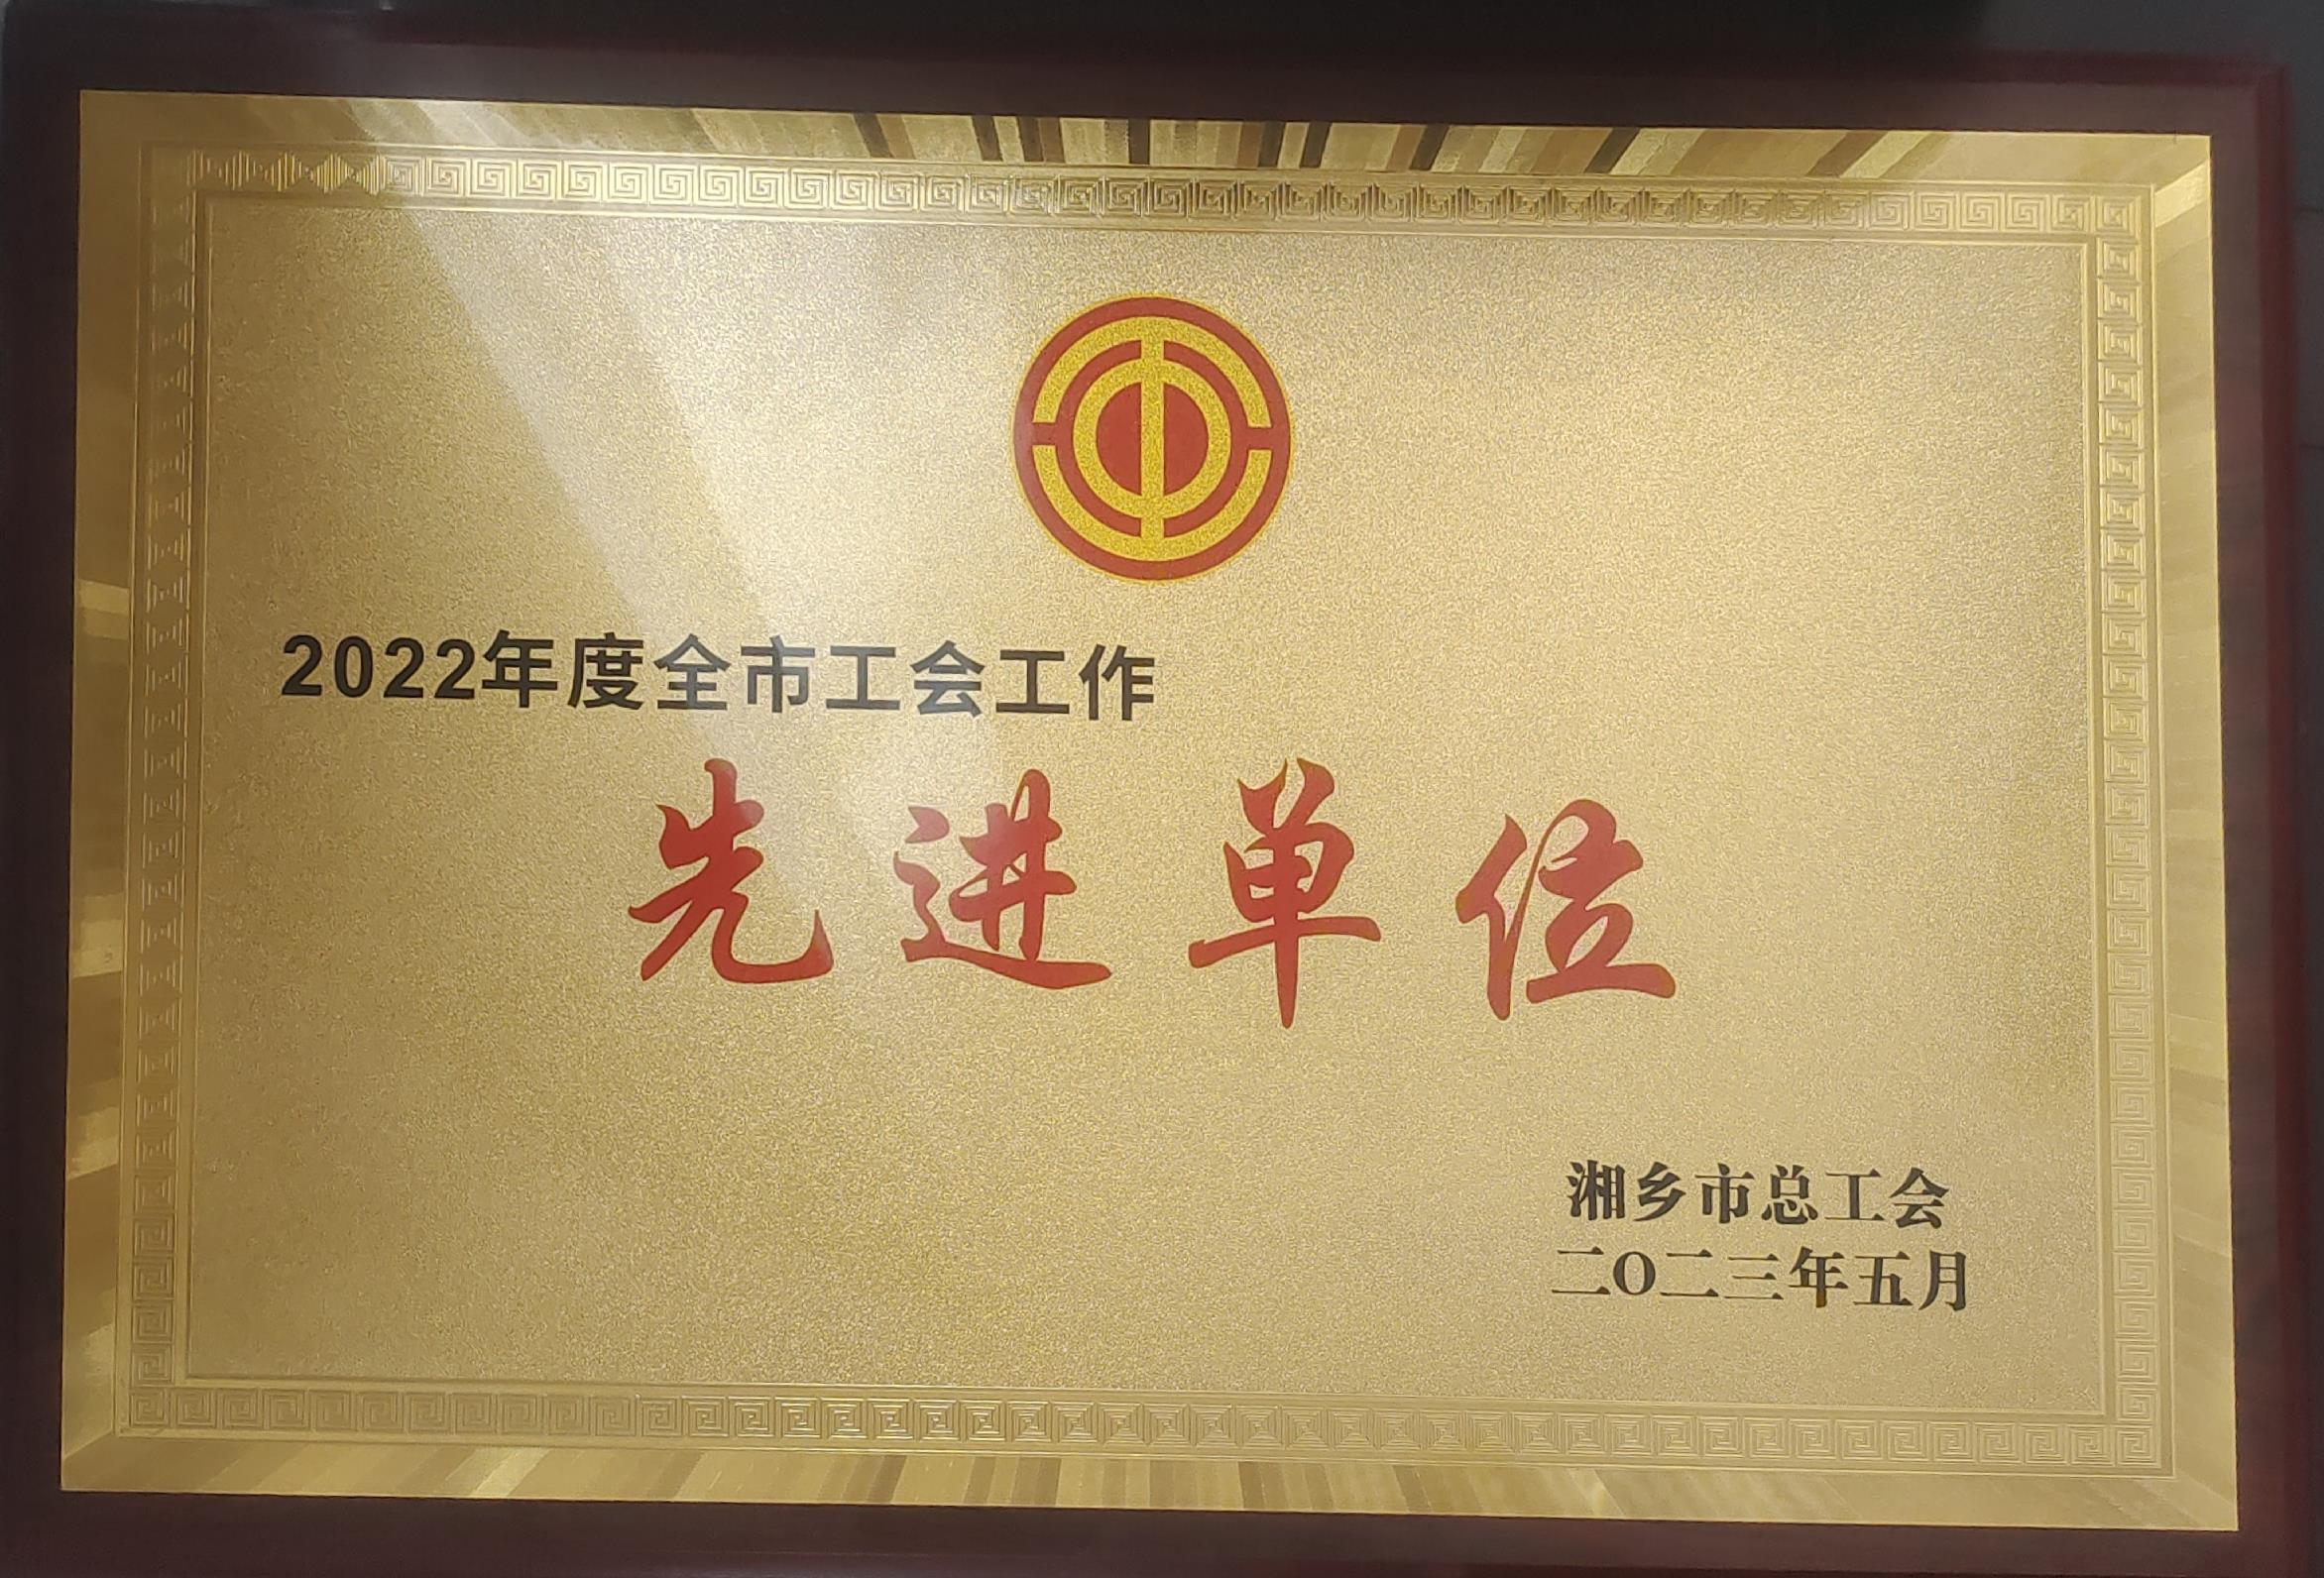 2022年度全市工会工作
先进单位
湘乡市总工会
二〇二三年五月